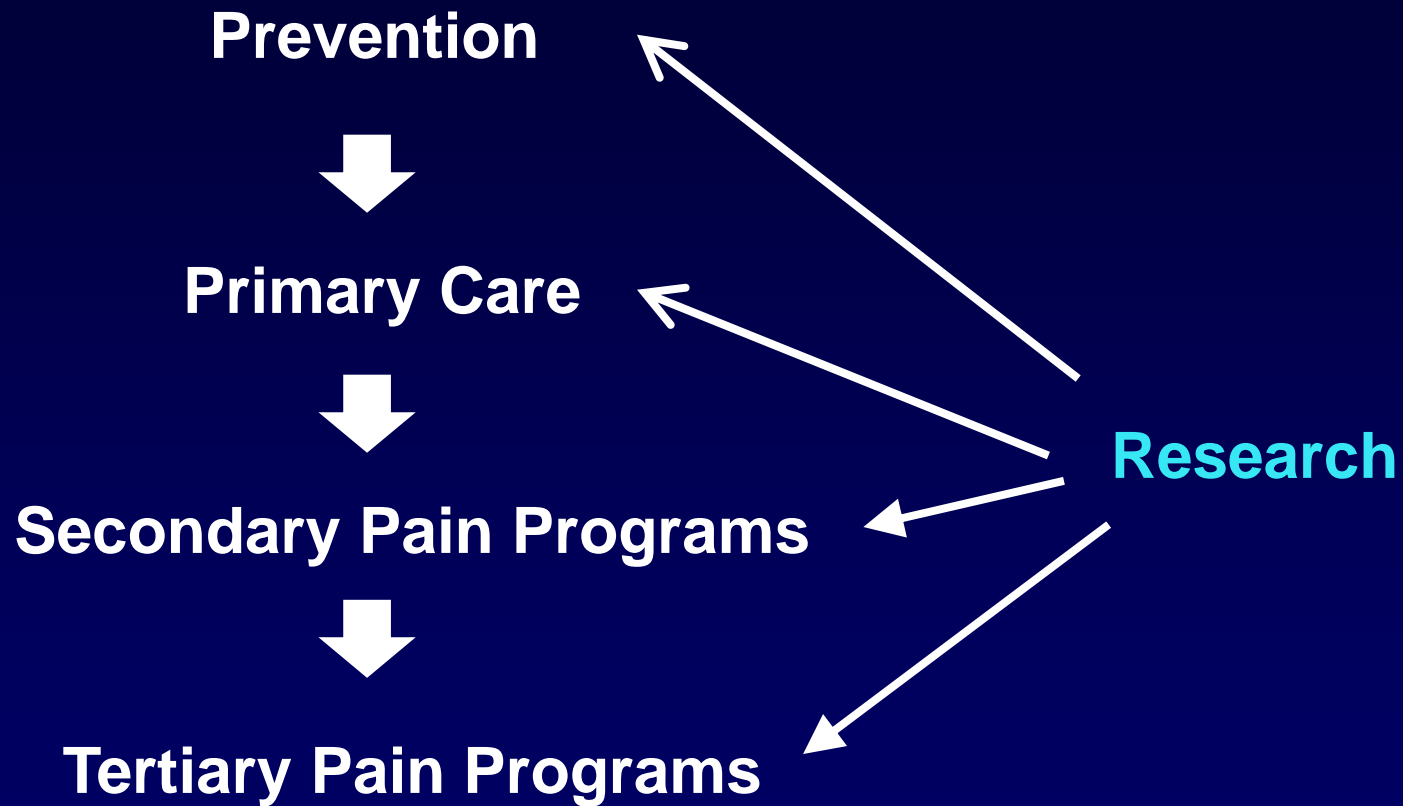 Prevention
Primary Care
Research
Secondary Pain Programs
Tertiary Pain Programs